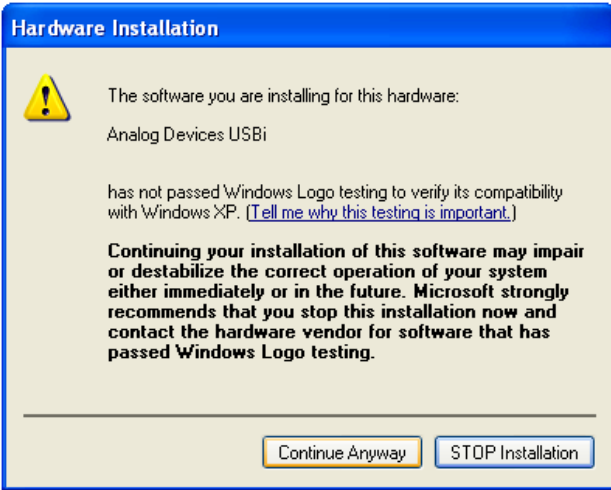 Hardware Installation
The software you are installing for this hardware:
Analog Devices USBi
has not passed Windows Logo testing to verify its compatibility
with Windows XP. (Tell me why this testing is important.)
Continuing your installation of this software may impair
or destabilize the correct operation of your system
either immediately or in the future. Microsoft strongly
recommends that you stop this installation now and
contact the hardware vendor for software that has
passed Windows Logo testing.
Continue Anyway
STOP Installation